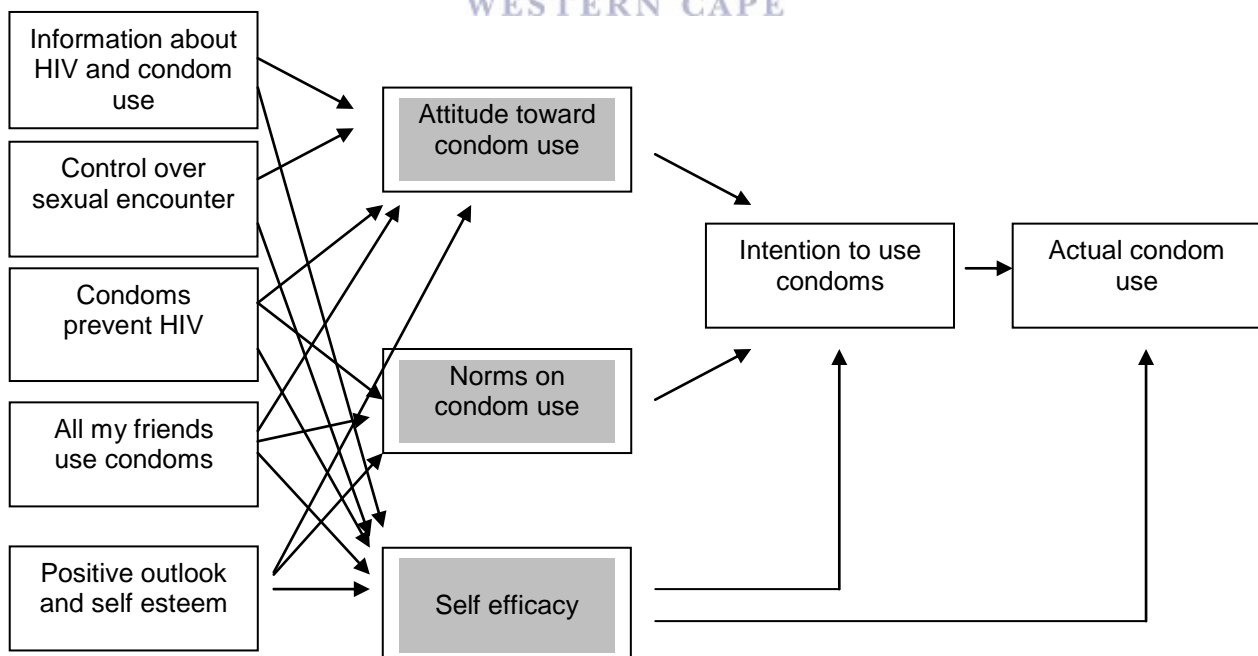 WESTERN CAPE
Information about
HIV and condom
use
Control over
sexual encounter
Condoms
prevent HIV
All my friends
use condoms
Positive outlook
and self esteem
Attitude toward
condom use
Norms on
condom use
Self efficacy
Intention to use
condoms
Actual condom
use